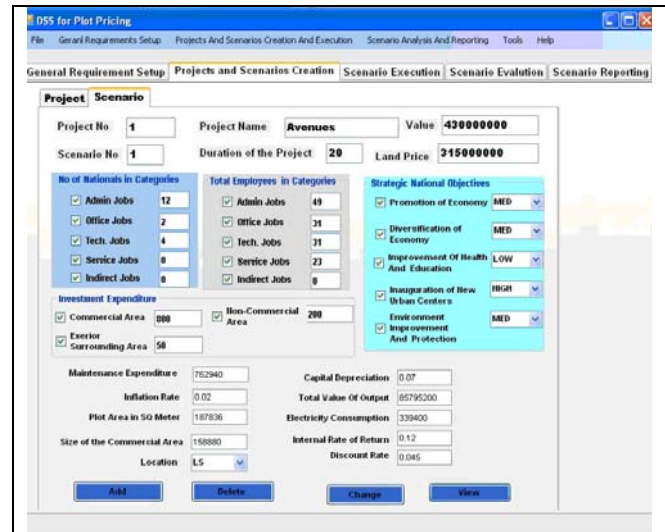 DSS for Plot Pricing
File Geranl Requirements Setup Projects And Scenarios Creation And Execution Scenario Analysis And Reporting Tools Help
General Requirement Setup Projects and Scenarios Creation Scenario Execution Scenario Evalution Scenario Reporting
Project Scenario
Project No 1 Project Name Avenues Value 430000000
Scenario No 1 Duration of the Project 20 Land Price 315000000
No of Nationals in Categories Total Employees in Categories Strategic National Objectives
Admin Jobs 12 Admin Jobs 49 Promotion of Economy MED
Office Jobs 2 Office Jobs 31 Diversification of Economy MED
Tech. Jobs 4 Tech. Jobs 31 Improvement Of Health And Education LOW
Service Jobs 0 Service Jobs 23 Inauguration of New Urban Centers HIGH
Indirect Jobs 0 Indirect Jobs 0 Environment Improvement And Protection MED
Investment Expenditure
Commercial Area Non-Commercial Area 200
Exerior Surrounding Area 50
Maintenance Expenditure 762940 Capital Depreciation 0.07
Inflation Rate 0.02 Total Value Of Output 85795200
Plot Area in SQ Meter 187836 Electricity Consumption 339400
Size of the Commercial Area 158880 Internal Rate of Return 0.12
Location LS Discount Rate 0.045
Add Delete Change View